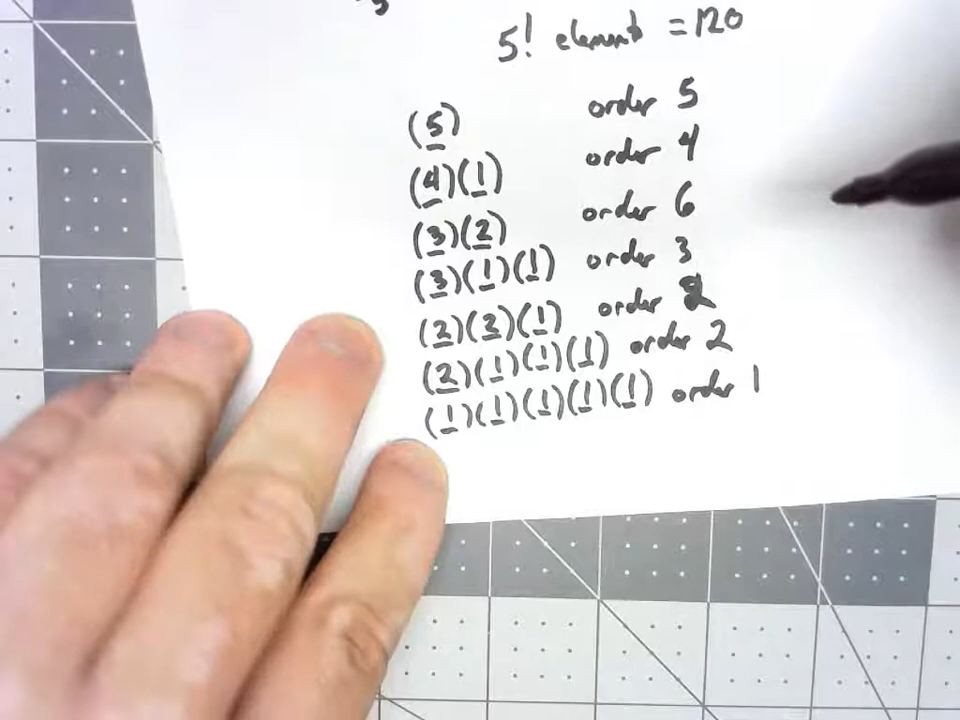 5! elements = 120
(5) order 5
(4)(1) order 4
(3)(2) order 6
(3)(1)(1) order 3
(2)(2)(1) order 2
(2)(1)(1)(1) order 2
(1)(1)(1)(1)(1) order 1